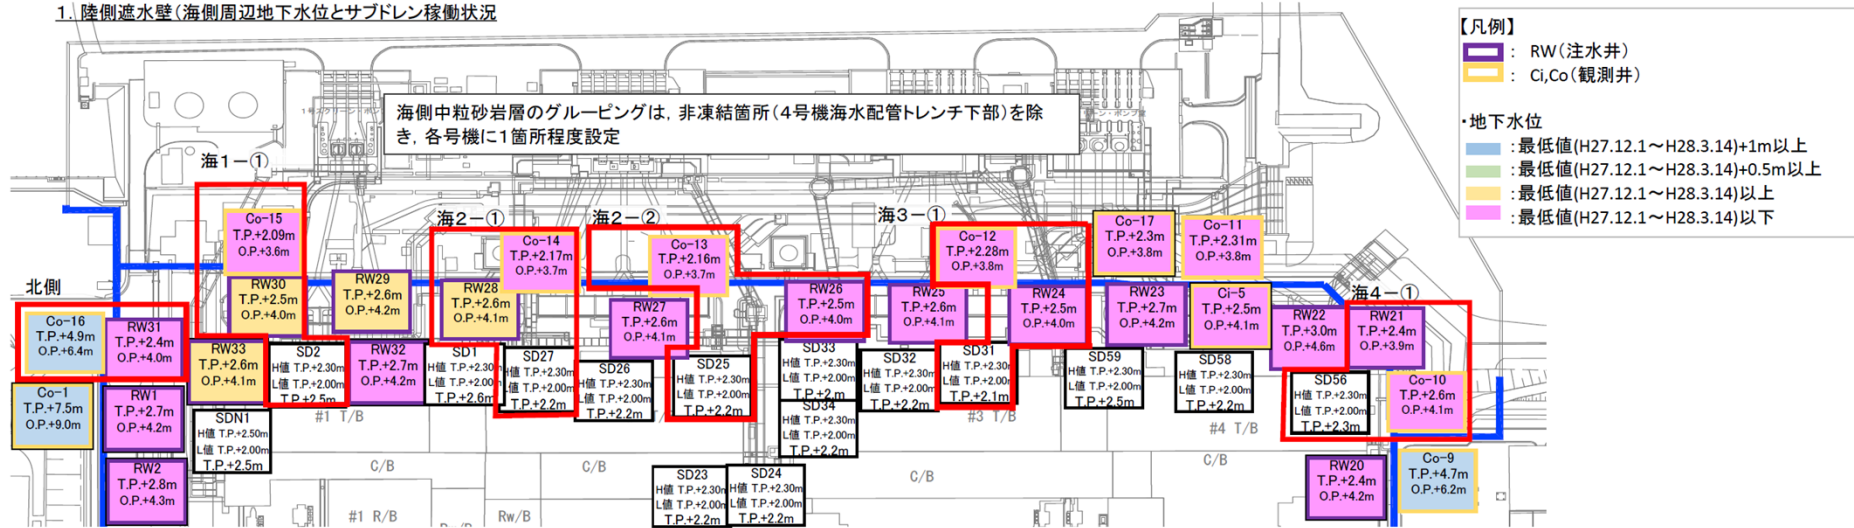 1. 陸側遮水壁（海側周辺地下水位とサブドレン稼働状況
【凡例】
： RW（注水井）
： Ci,Co（観測井）
・地下水位
：最低値(H27.12.1～H28.3.14)+1m以上
：最低値(H27.12.1～H28.3.14)+0.5m以上
：最低値(H27.12.1～H28.3.14)以上
：最低値(H27.12.1～H28.3.14)以下
海側中粒砂岩層のグルーピングは，非凍結箇所（４号機海水配管トレンチ下部）を除
き，各号機に１箇所程度設定
海１－①
Co-15
T.P.+2.09m
O.P.+3.6m
RW30
T.P.+2.5m
O.P.+4.0m
RW29
T.P.+2.6m
O.P.+4.2m
海２－①
Co-14
T.P.+2.17m
O.P.+3.7m
RW28
T.P.+2.6m
O.P.+4.1m
海２－②
Co-13
T.P.+2.16m
O.P.+3.7m
RW27
T.P.+2.6m
O.P.+4.1m
RW26
T.P.+2.5m
O.P.+4.0m
海３－①
Co-12
T.P.+2.28m
O.P.+3.8m
RW25
T.P.+2.6m
O.P.+4.1m
RW24
T.P.+2.5m
O.P.+4.0m
Co-17
T.P.+2.3m
O.P.+3.8m
Co-11
T.P.+2.31m
O.P.+3.8m
RW23
T.P.+2.7m
O.P.+4.2m
Ci-5
T.P.+2.5m
O.P.+4.1m
RW22
T.P.+3.0m
O.P.+4.6m
海４－①
RW21
T.P.+2.4m
O.P.+3.9m
北側
Co-16
T.P.+4.9m
O.P.+6.4m
RW31
T.P.+2.4m
O.P.+4.0m
RW33
T.P.+2.6m
O.P.+4.1m
SD2
H値 T.P.+2.30m
L値 T.P.+2.00m
T.P.+2.5m
RW32
T.P.+2.7m
O.P.+4.2m
SD1
H値 T.P.+2.30m
L値 T.P.+2.00m
T.P.+2.6m
SD27
H値 T.P.+2.30m
L値 T.P.+2.00m
T.P.+2.2m
SD26
H値 T.P.+2.30m
L値 T.P.+2.00m
T.P.+2.2m
SD25
H値 T.P.+2.30m
L値 T.P.+2.00m
T.P.+2.2m
SD33
H値 T.P.+2.30m
L値 T.P.+2.00m
T.P.+2.2m
SD32
H値 T.P.+2.30m
L値 T.P.+2.00m
T.P.+2.2m
SD31
H値 T.P.+2.30m
L値 T.P.+2.00m
T.P.+2.1m
SD59
H値 T.P.+2.30m
L値 T.P.+2.00m
T.P.+2.5m
SD58
H値 T.P.+2.30m
L値 T.P.+2.00m
T.P.+2.2m
SD56
H値 T.P.+2.30m
L値 T.P.+2.00m
T.P.+2.3m
Co-10
T.P.+2.6m
O.P.+4.1m
Co-1
T.P.+7.5m
O.P.+9.0m
RW1
T.P.+2.7m
O.P.+4.2m
SDN1
H値 T.P.+2.50m
L値 T.P.+2.00m
T.P.+2.5m
#1 T/B
SD34
H値 T.P.+2.30m
L値 T.P.+2.00m
T.P.+2.2m
#3 T/B
#4 T/B
RW2
T.P.+2.8m
O.P.+4.3m
C/B
C/B
SD23
H値 T.P.+2.30m
L値 T.P.+2.00m
T.P.+2.2m
SD24
H値 T.P.+2.30m
L値 T.P.+2.00m
T.P.+2.2m
C/B
C/B
RW20
T.P.+2.4m
O.P.+4.2m
Co-9
T.P.+4.7m
O.P.+6.2m
#1 R/B
Rw/B